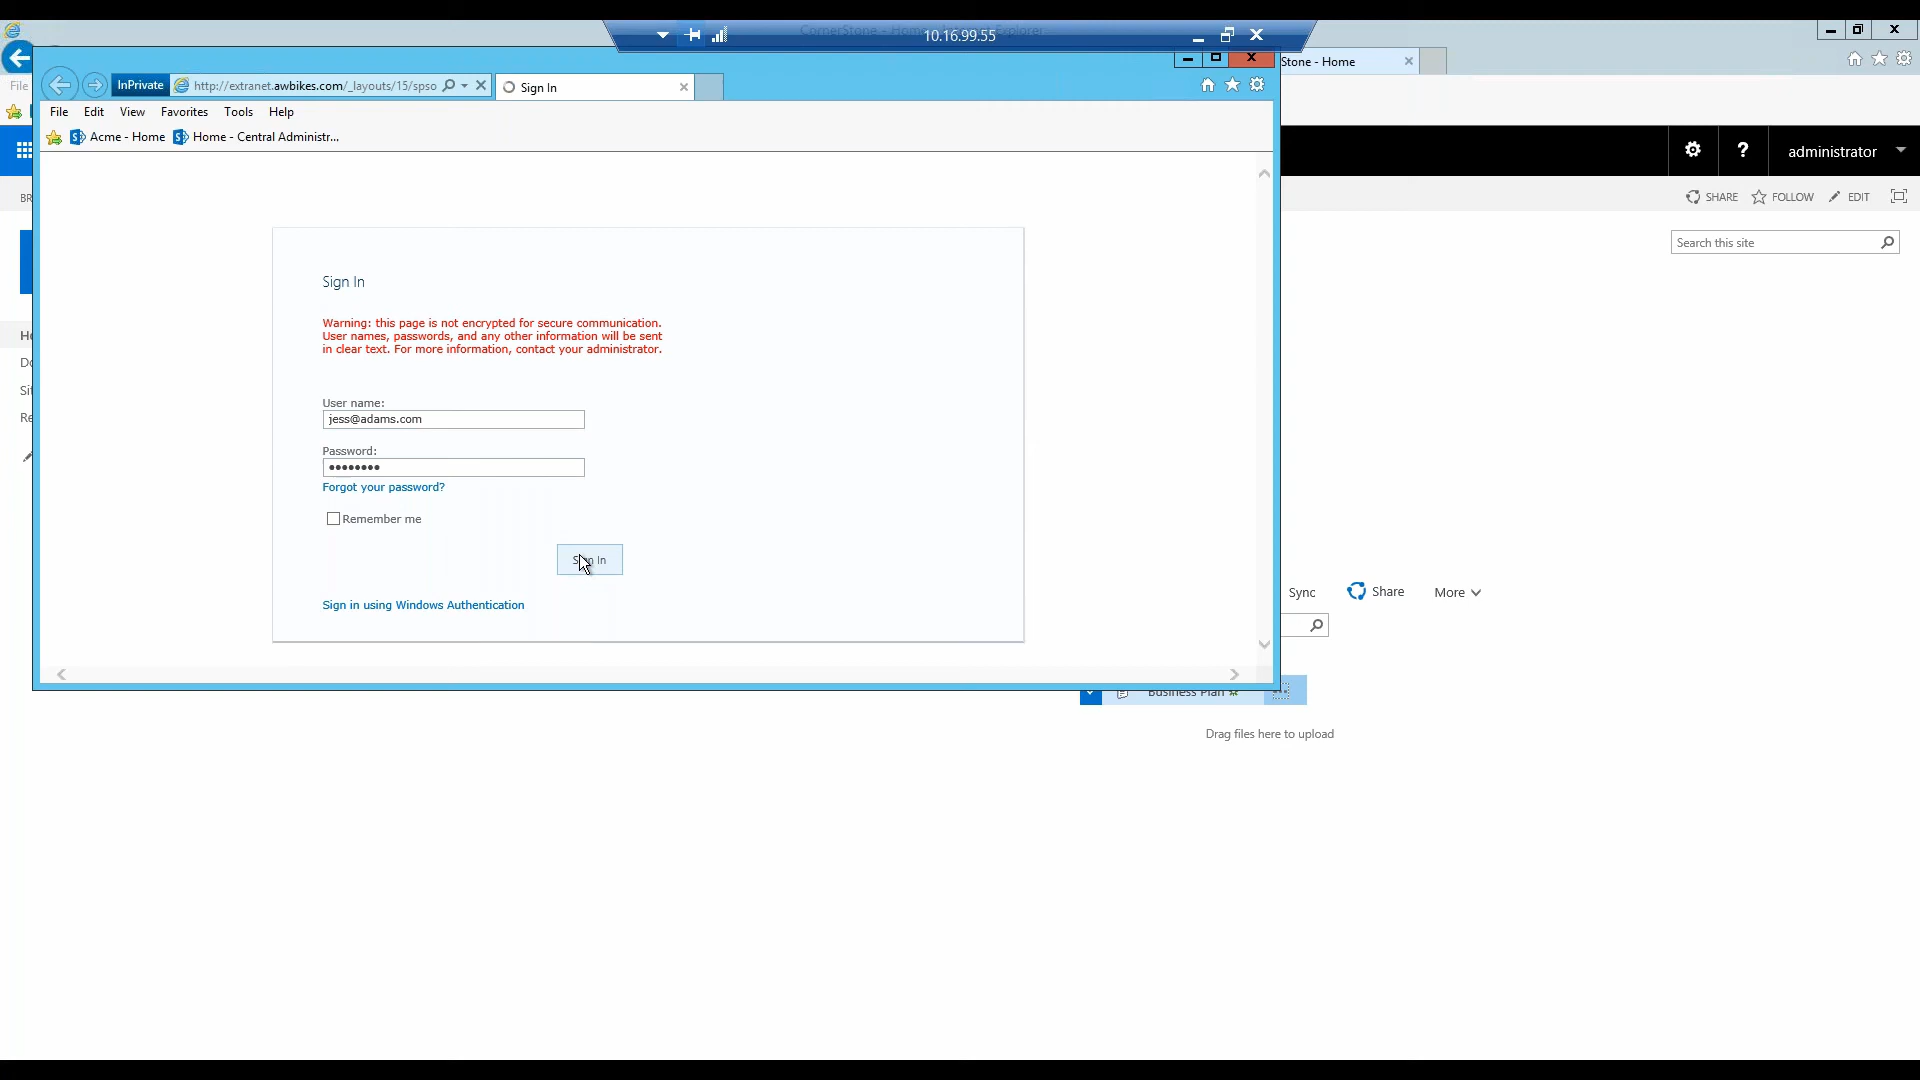 10.16.99.55
Stone - Home
InPrivate
http://extranet.awbikes.com/_layouts/15/spso
Sign In
File
File Edit View Favorites Tools Help
Acme - Home
Home - Central Administr...
administrator
BR
SHARE
FOLLOW
EDIT
Search this site
Sign In
Warning: this page is not encrypted for secure communication.
User names, passwords, and any other information will be sent
in clear text. For more information, contact your administrator.
User name:
jess@adams.com
Password:
Forgot your password?
Remember me
Sign In
Sign in using Windows Authentication
Sync
Share
More
Business Plan
Drag files here to upload